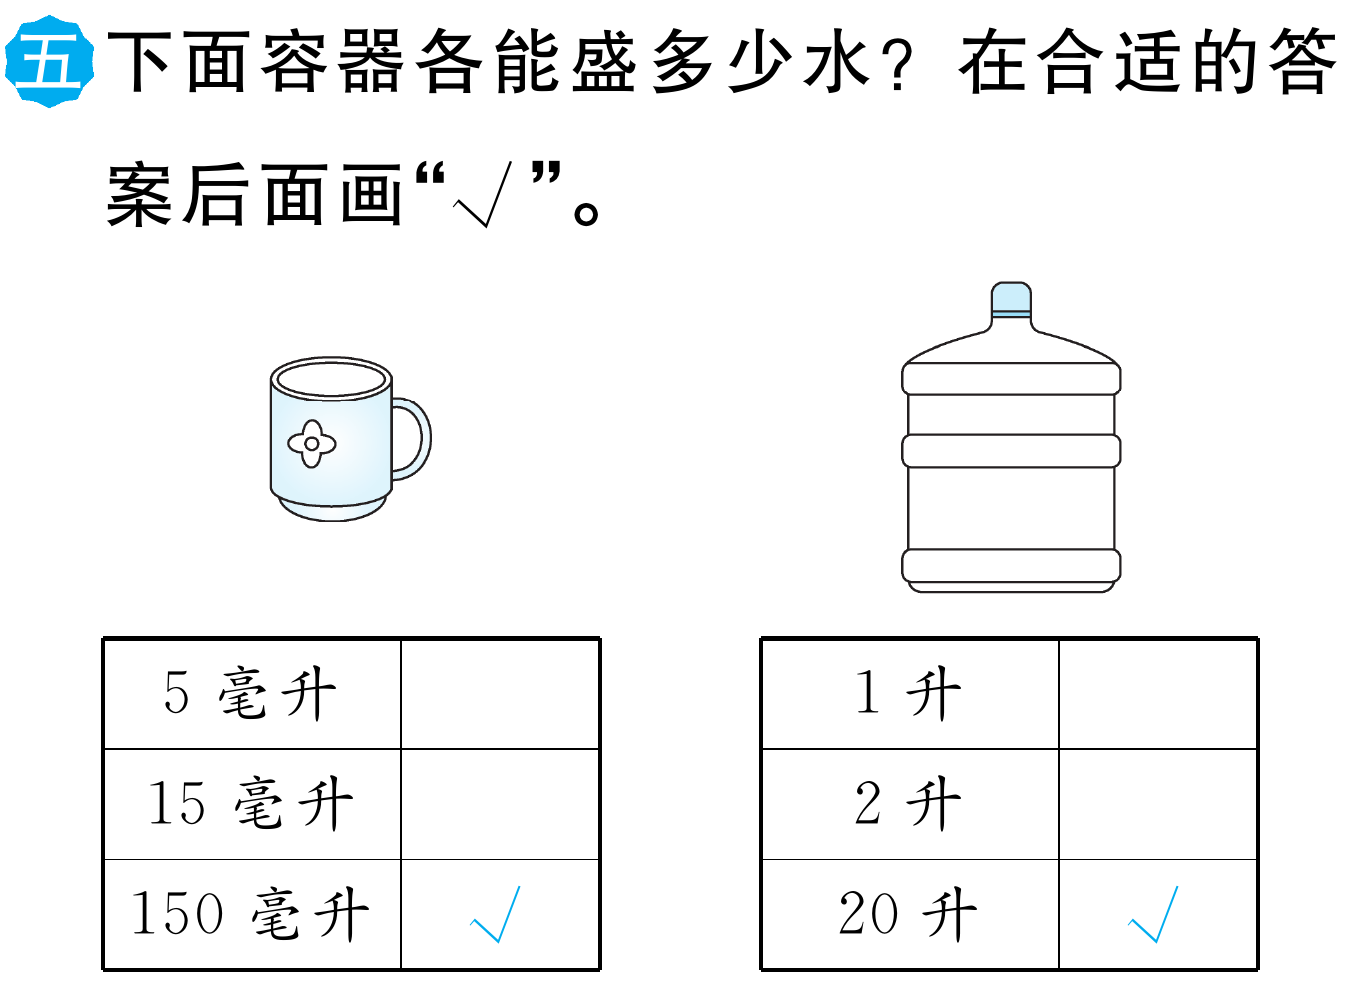 五 下面容器各能盛多少水？在合适的答
案后面画“√”。
5 毫升
15 毫升
150 毫升 √
1 升
2 升
20 升 √